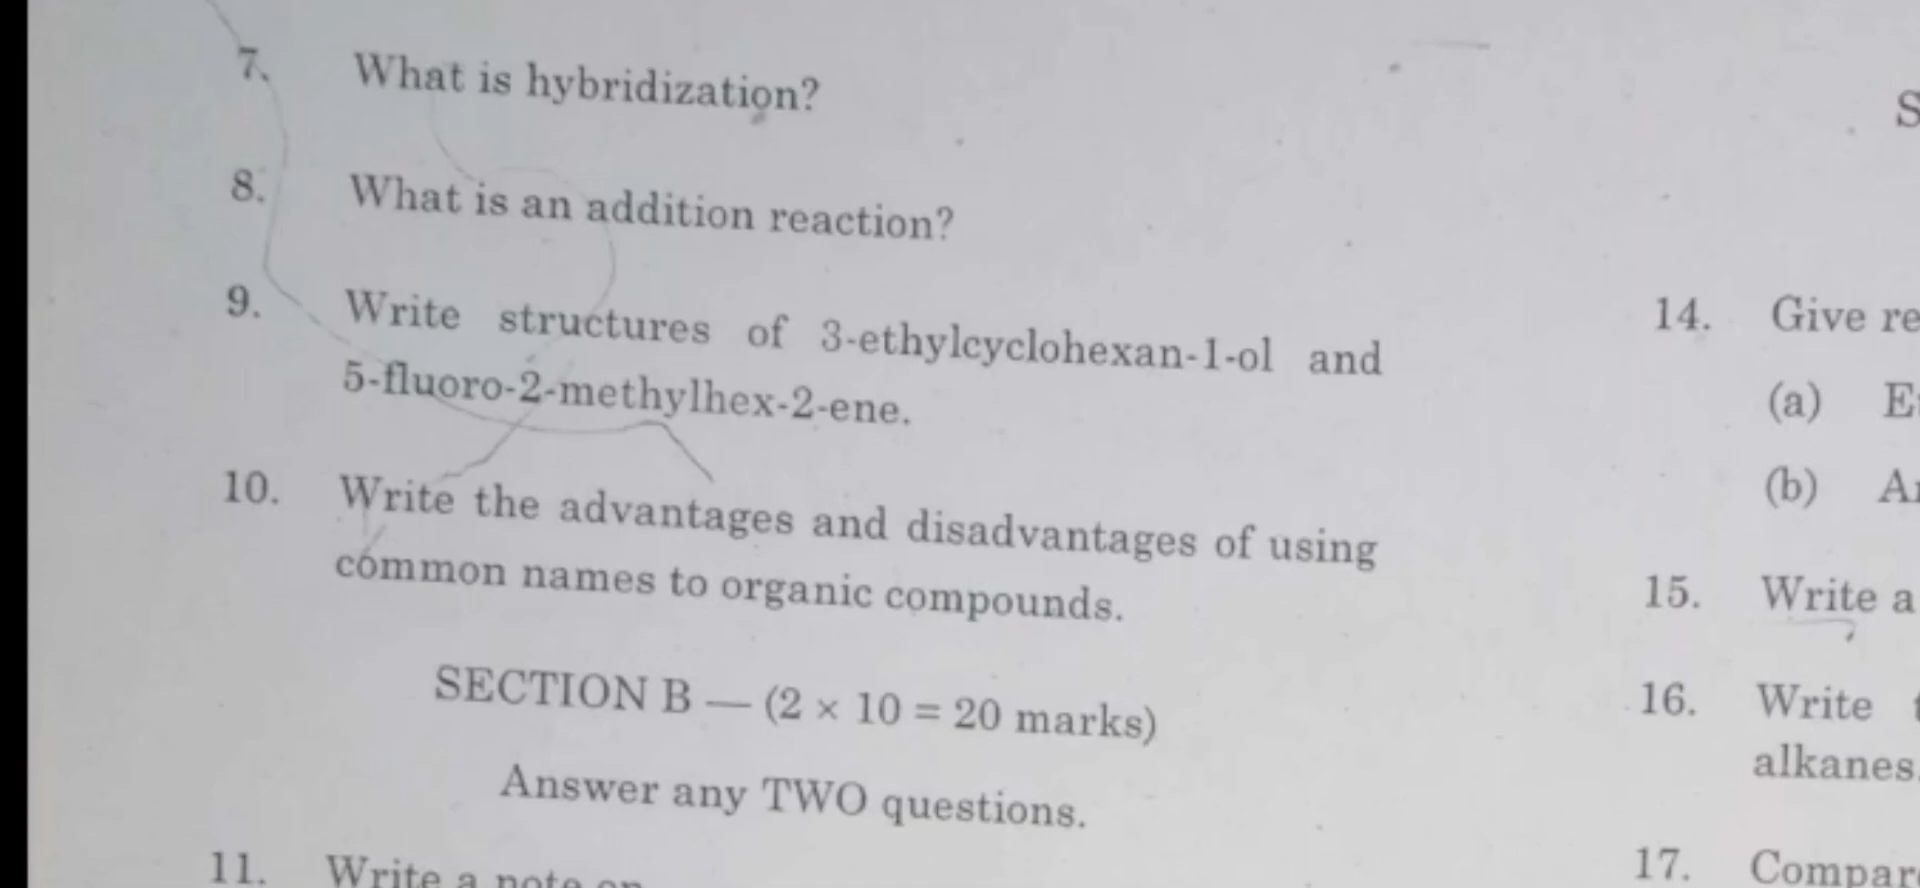 7. What is hybridization?
8. What is an addition reaction?
9. Write structures of 3-ethylcyclohexan-1-ol and
5-fluoro-2-methylhex-2-ene.
10. Write the advantages and disadvantages of using
common names to organic compounds.
SECTION B — (2 × 10 = 20 marks)
Answer any TWO questions.
11. Write a note on
S
14. Give re
(a) E
(b) A
15. Write a
16. Write
alkanes.
17. Compar